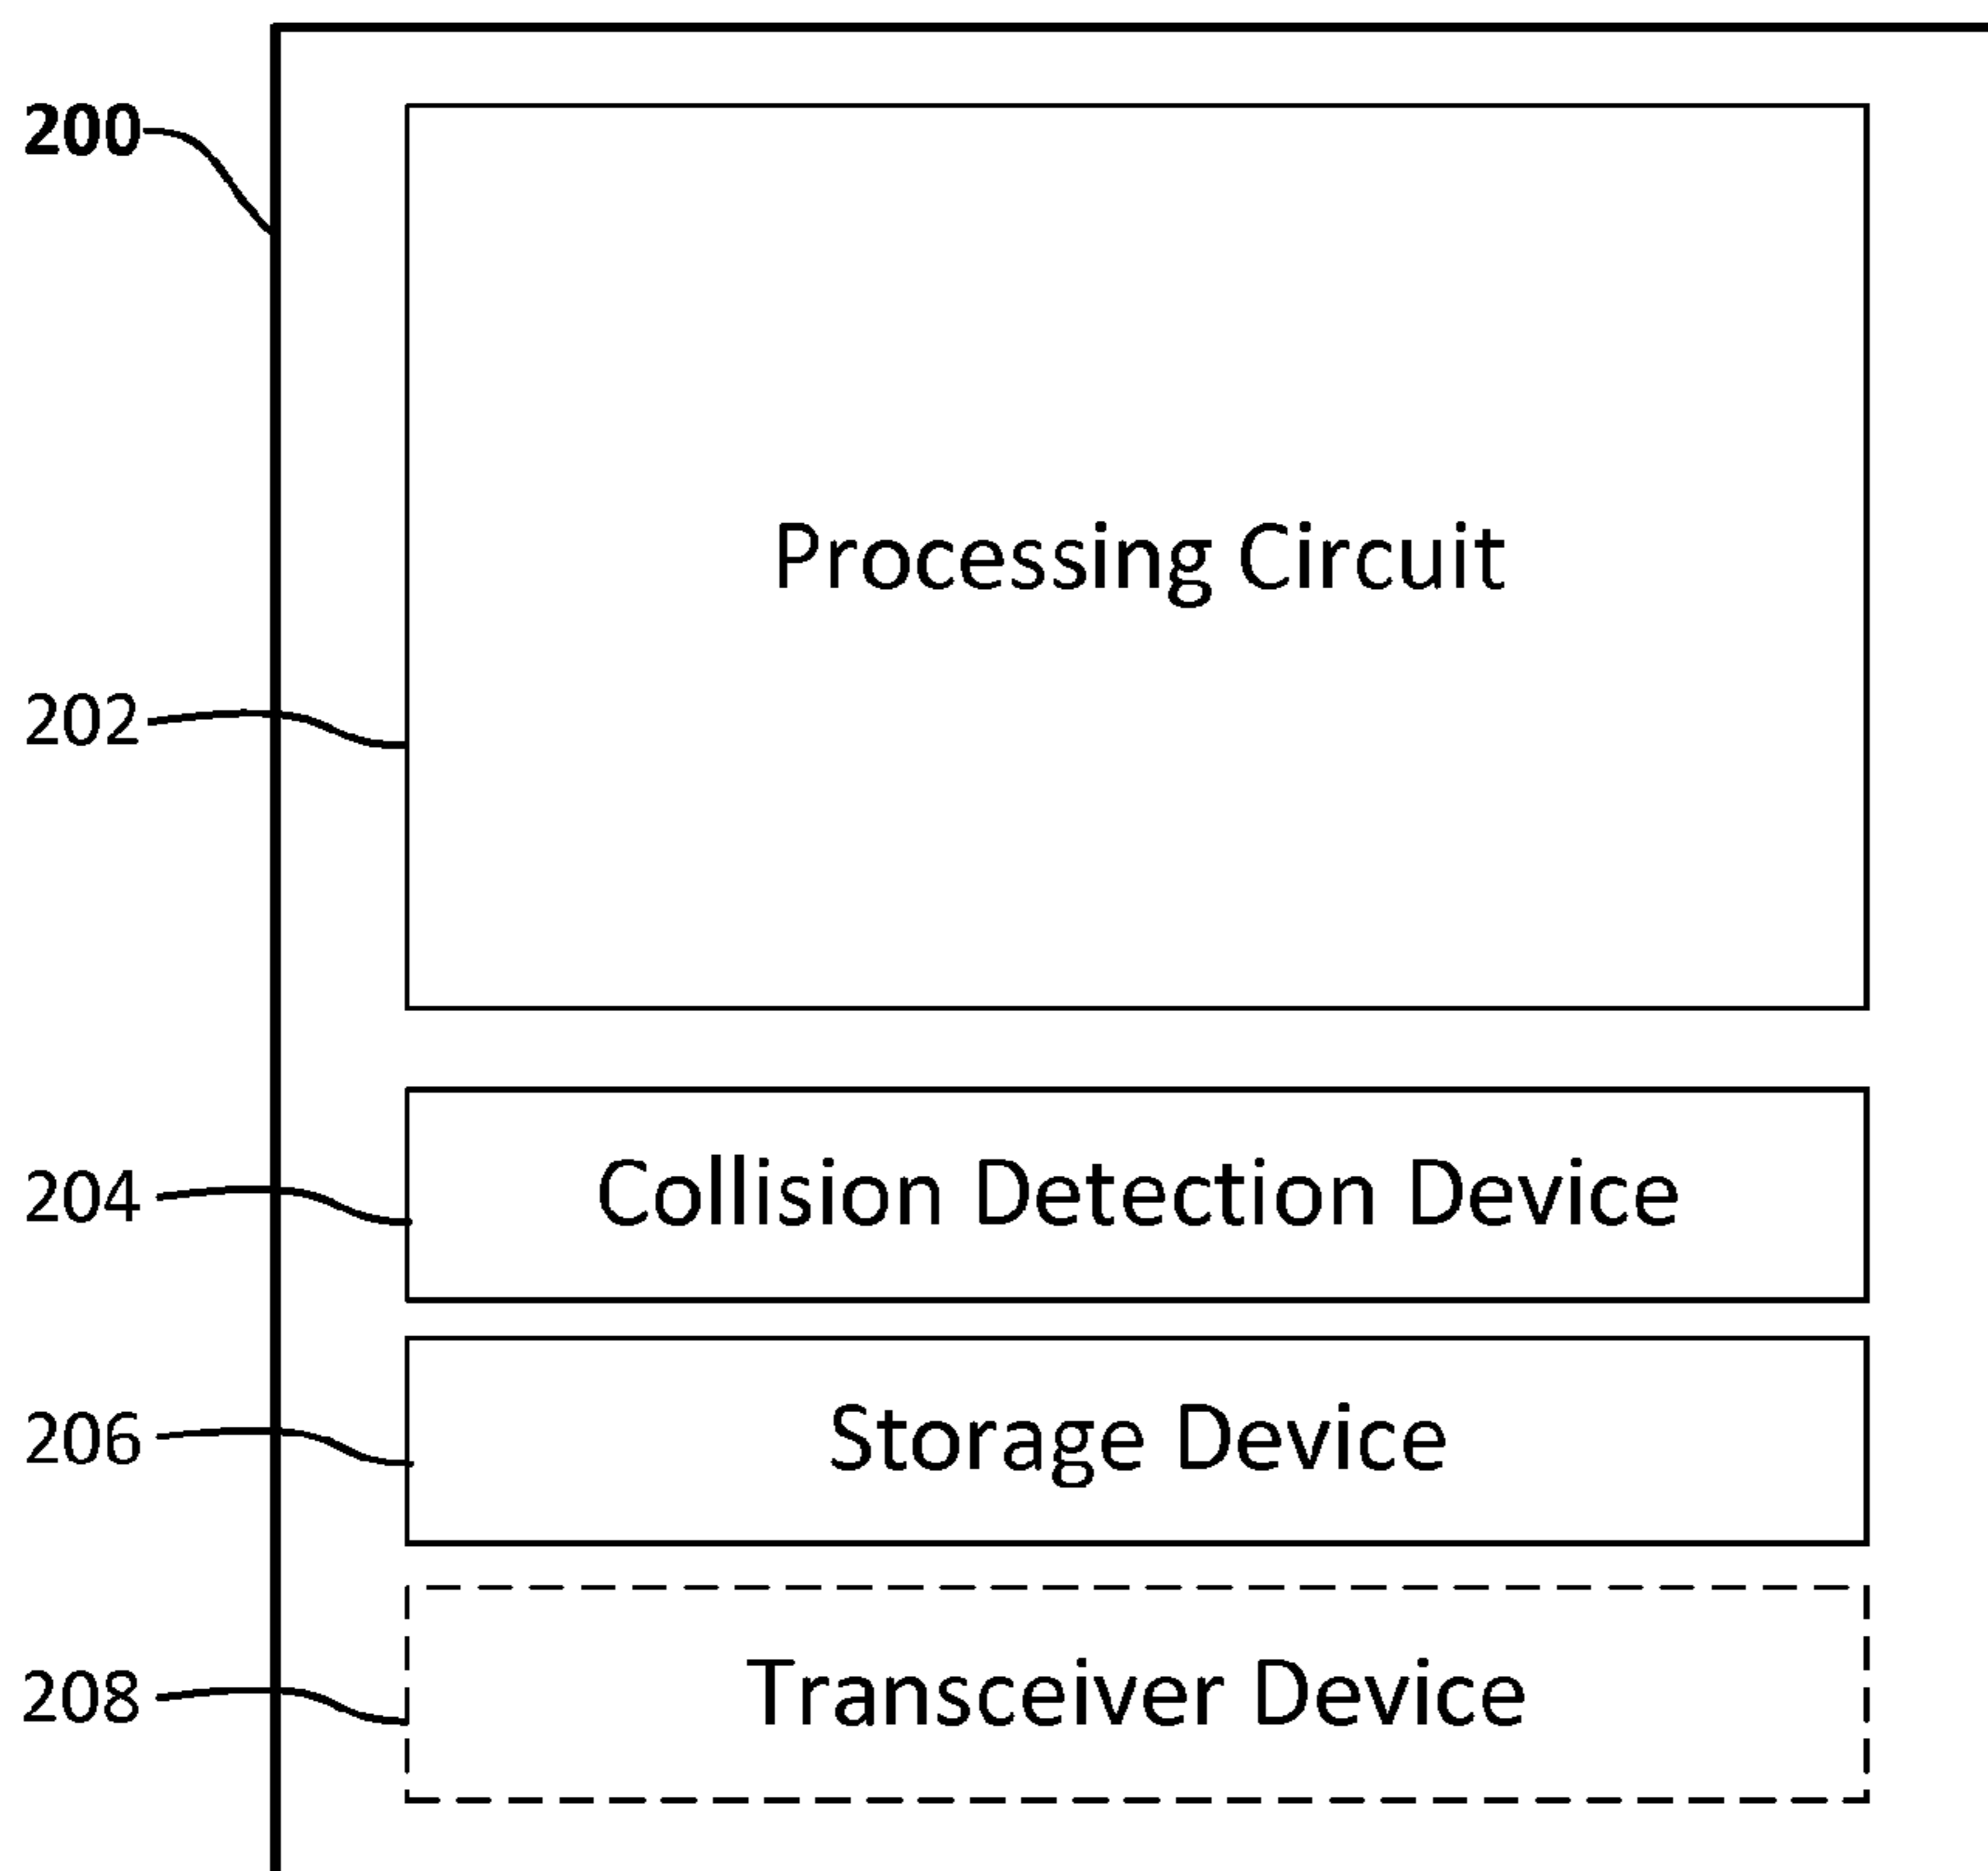 200
Processing Circuit
202
204
Collision Detection Device
206
Storage Device
208
Transceiver Device